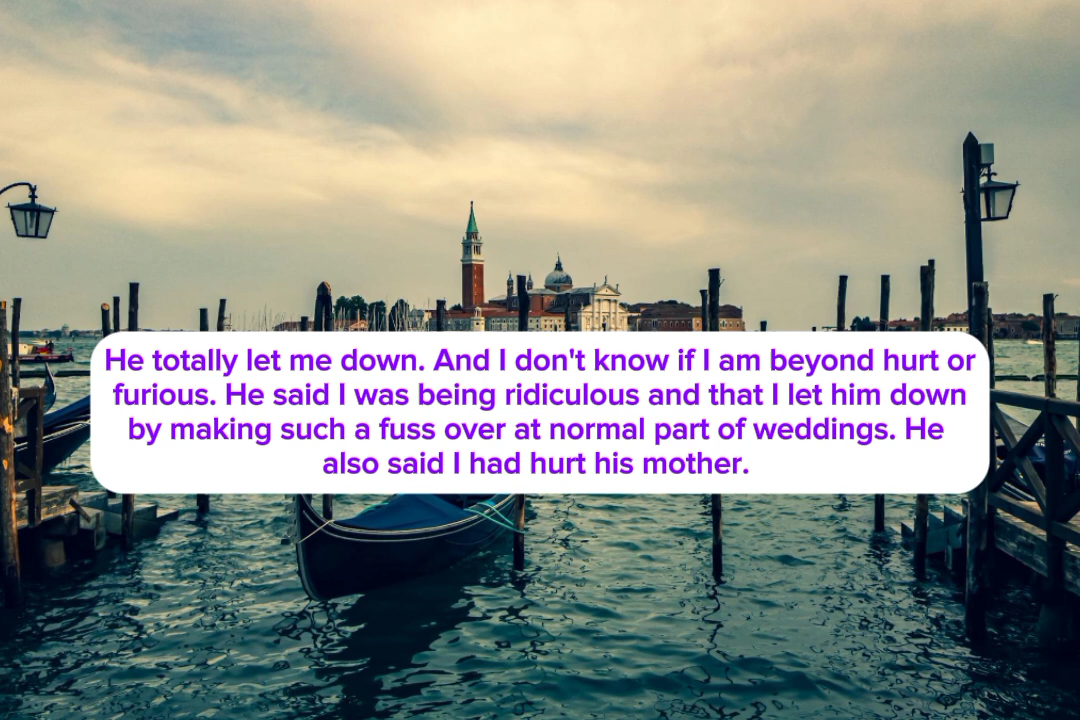 He totally let me down. And I don't know if I am beyond hurt or
furious. He said I was being ridiculous and that I let him down
by making such a fuss over at normal part of weddings. He
also said I had hurt his mother.